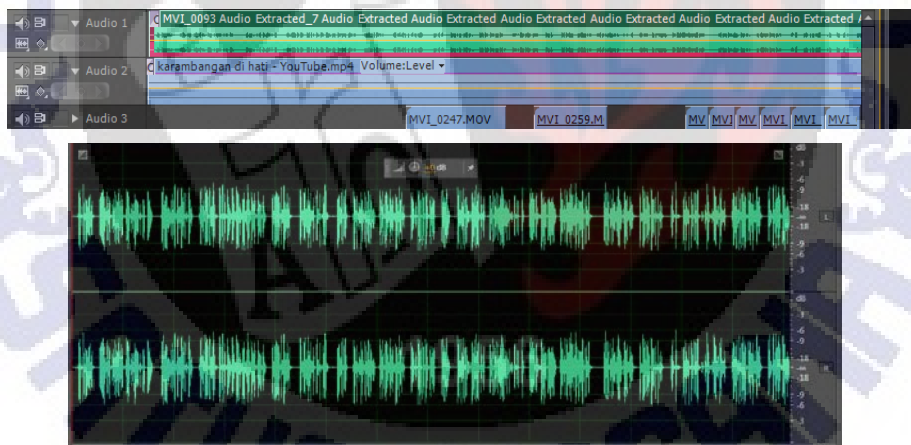 Audio 1
MVI_0093 Audio Extracted_7 Audio Extracted Audio Extracted Audio Extracted Audio Extracted Audio Extracted Audio Extracted
Audio 2
karambangan di hati - YouTube.mp4 Volume:Level
Audio 3
MVI_0247.MOV MVI_0259.M MV MVI MV MVI MVI MVI
dB
-3
-6
-9
-18
-∞
-18
-9
-6
-3
dB
-3
-6
-9
-18
-∞
-18
-9
-6
-3
L
R